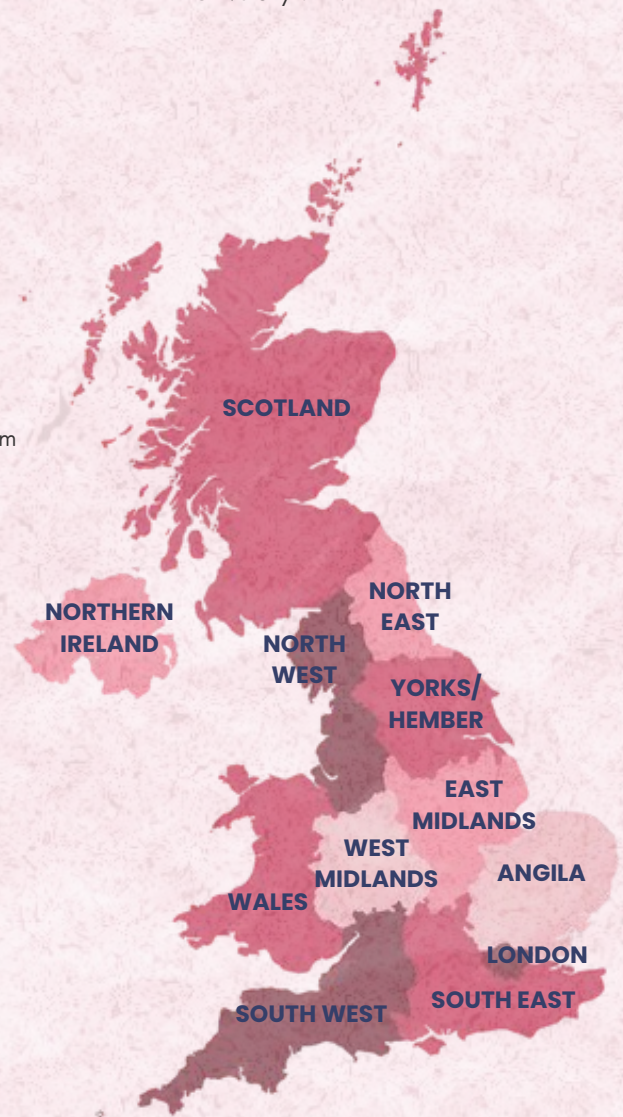 SCOTLAND
m
NORTH
EAST
NORTHERN
IRELAND
NORTH
WEST
YORKS/
HEMBER
EAST
MIDLANDS
WEST
MIDLANDS
ANGILA
WALES
LONDON
SOUTH EAST
SOUTH WEST